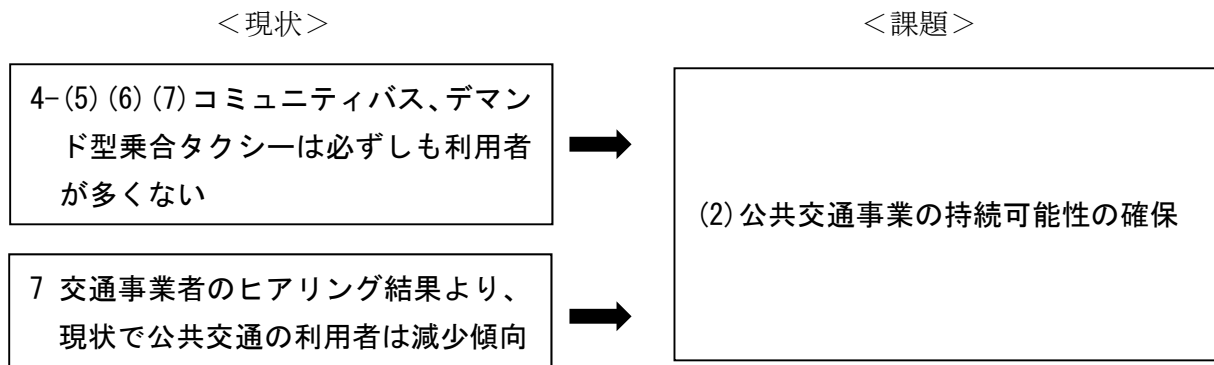 ＜現状＞
＜課題＞
4-(5)(6)(7)コミュニティバス、デマン
ド型乗合タクシーは必ずしも利用者
が多くない
7 交通事業者のヒアリング結果より、
現状で公共交通の利用者は減少傾向
(2)公共交通事業の持続可能性の確保